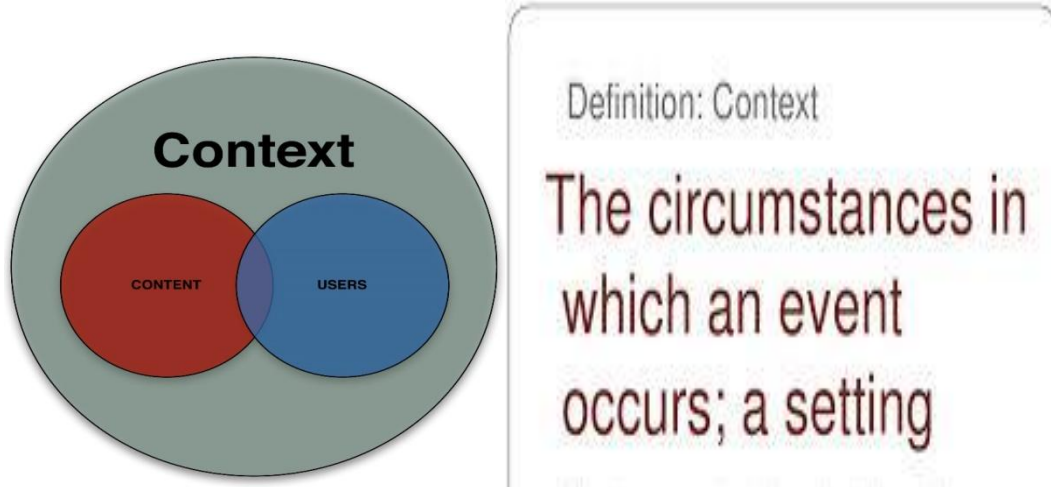 Context
CONTENT
USERS
Definition: Context
The circumstances in
which an event
occurs; a setting